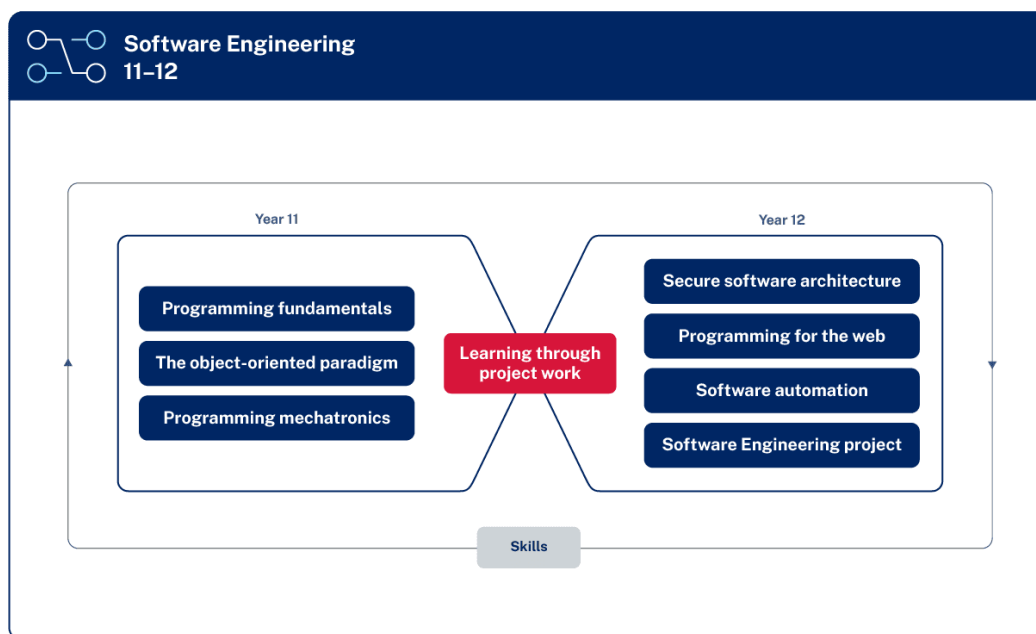 Software Engineering
11–12
Year 11
Programming fundamentals
The object-oriented paradigm
Programming mechatronics
Learning through
project work
Year 12
Secure software architecture
Programming for the web
Software automation
Software Engineering project
Skills